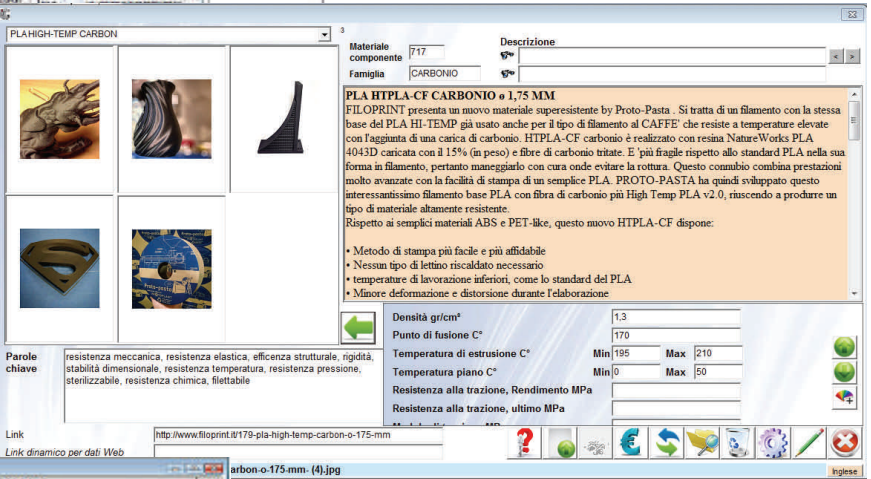 PLA HIGH-TEMP CARBON
3
Materiale componente
717
Descrizione
Famiglia
CARBONIO
<
>
PLA HTPLA-CF CARBONIO ø 1,75 MM
FILOPRINT presenta un nuovo materiale superesistente by Proto-Pasta . Si tratta di un filamento con la stessa
base del PLA HI-TEMP già usato anche per il tipo di filamento al CAFFE' che resiste a temperature elevate
con l'aggiunta di una carica di carbonio. HTPLA-CF carbonio è realizzato con resina NatureWorks PLA
4043D caricata con il 15% (in peso) e fibre di carbonio tritate. E 'più fragile rispetto allo standard PLA nella sua
forma in filamento, pertanto maneggiarlo con cura onde evitare la rottura. Questo connubio combina prestazioni
molto avanzate con la facilità di stampa di un semplice PLA. PROTO-PASTA ha quindi sviluppato questo
interessantissimo filamento base PLA con fibra di carbonio più High Temp PLA v2.0, riuscendo a produrre un
tipo di materiale altamente resistente.
Rispetto ai semplici materiali ABS e PET-like, questo nuovo HTPLA-CF dispone:
• Metodo di stampa più facile e più affidabile
• Nessun tipo di lettino riscaldato necessario
• temperature di lavorazione inferiori, come lo standard del PLA
• Minore deformazione e distorsione durante l'elaborazione
Densità gr/cm³ 1,3
Punto di fusione C° 170
Temperatura di estrusione C° Min 195 Max 210
Temperatura piano C° Min 0 Max 50
Resistenza alla trazione, Rendimento MPa
Resistenza alla trazione, ultimo MPa
Parole chiave
resistenza meccanica, resistenza elastica, efficenza strutturale, rigidità,
stabilità dimensionale, resistenza temperatura, resistenza pressione,
sterilizzabile, resistenza chimica, filettabile
Link
http://www.filoprint.it/179-pla-high-temp-carbon-o-175-mm
Link dinamico per dati Web
arbon-o-175-mm- (4).jpg
Inglese